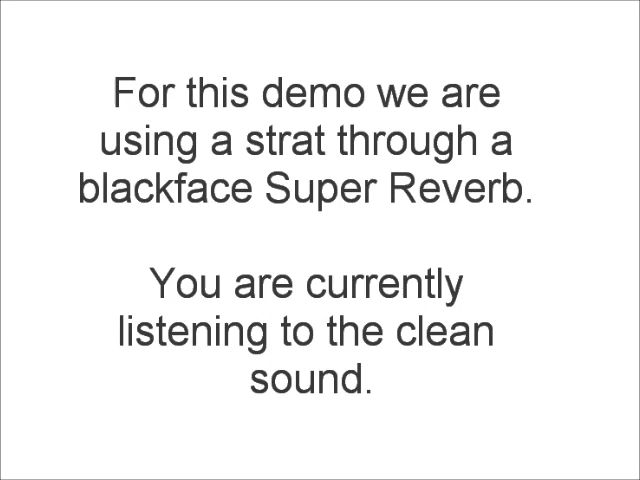 For this demo we are
using a strat through a
blackface Super Reverb.
You are currently
listening to the clean
sound.